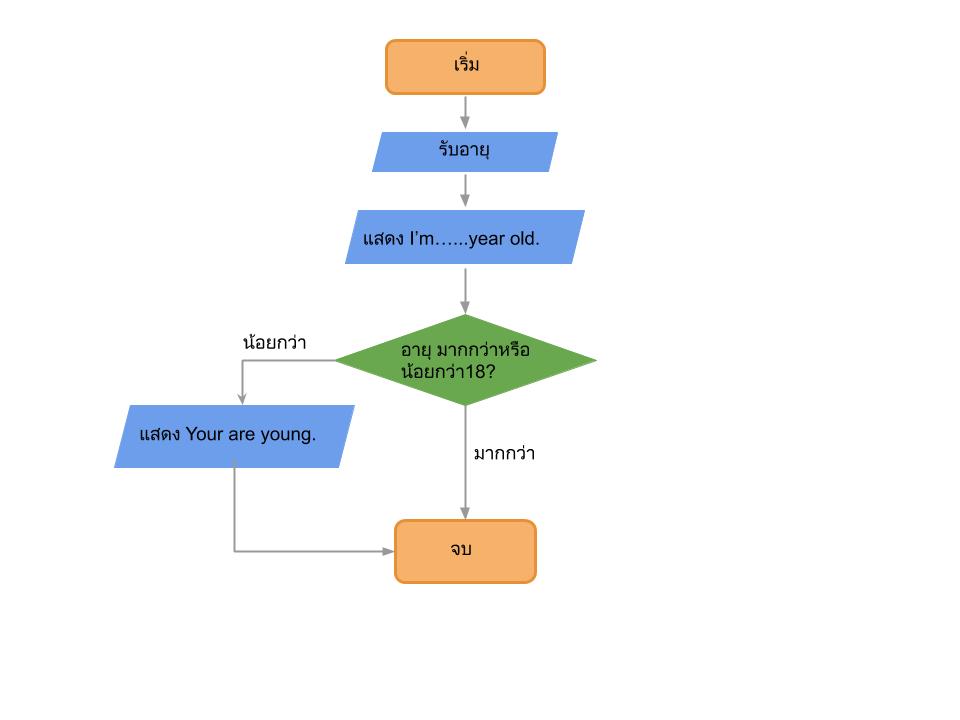 เริ่ม
รับอายุ
แสดง I'm…...year old.
น้อยกว่า
อายุ มากกว่าหรือ
น้อยกว่า18?
แสดง Your are young.
มากกว่า
จบ